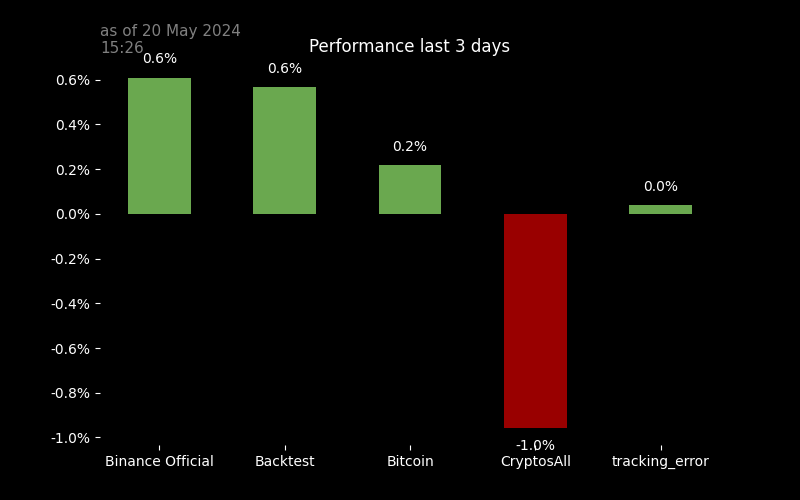 as of 20 May 2024
15:26
Performance last 3 days
0.6%
0.6%
0.2%
-1.0%
0.0%
0.6%
0.4%
0.2%
0.0%
-0.2%
-0.4%
-0.6%
-0.8%
-1.0%
Binance Official
Backtest
Bitcoin
CryptosAll
tracking_error